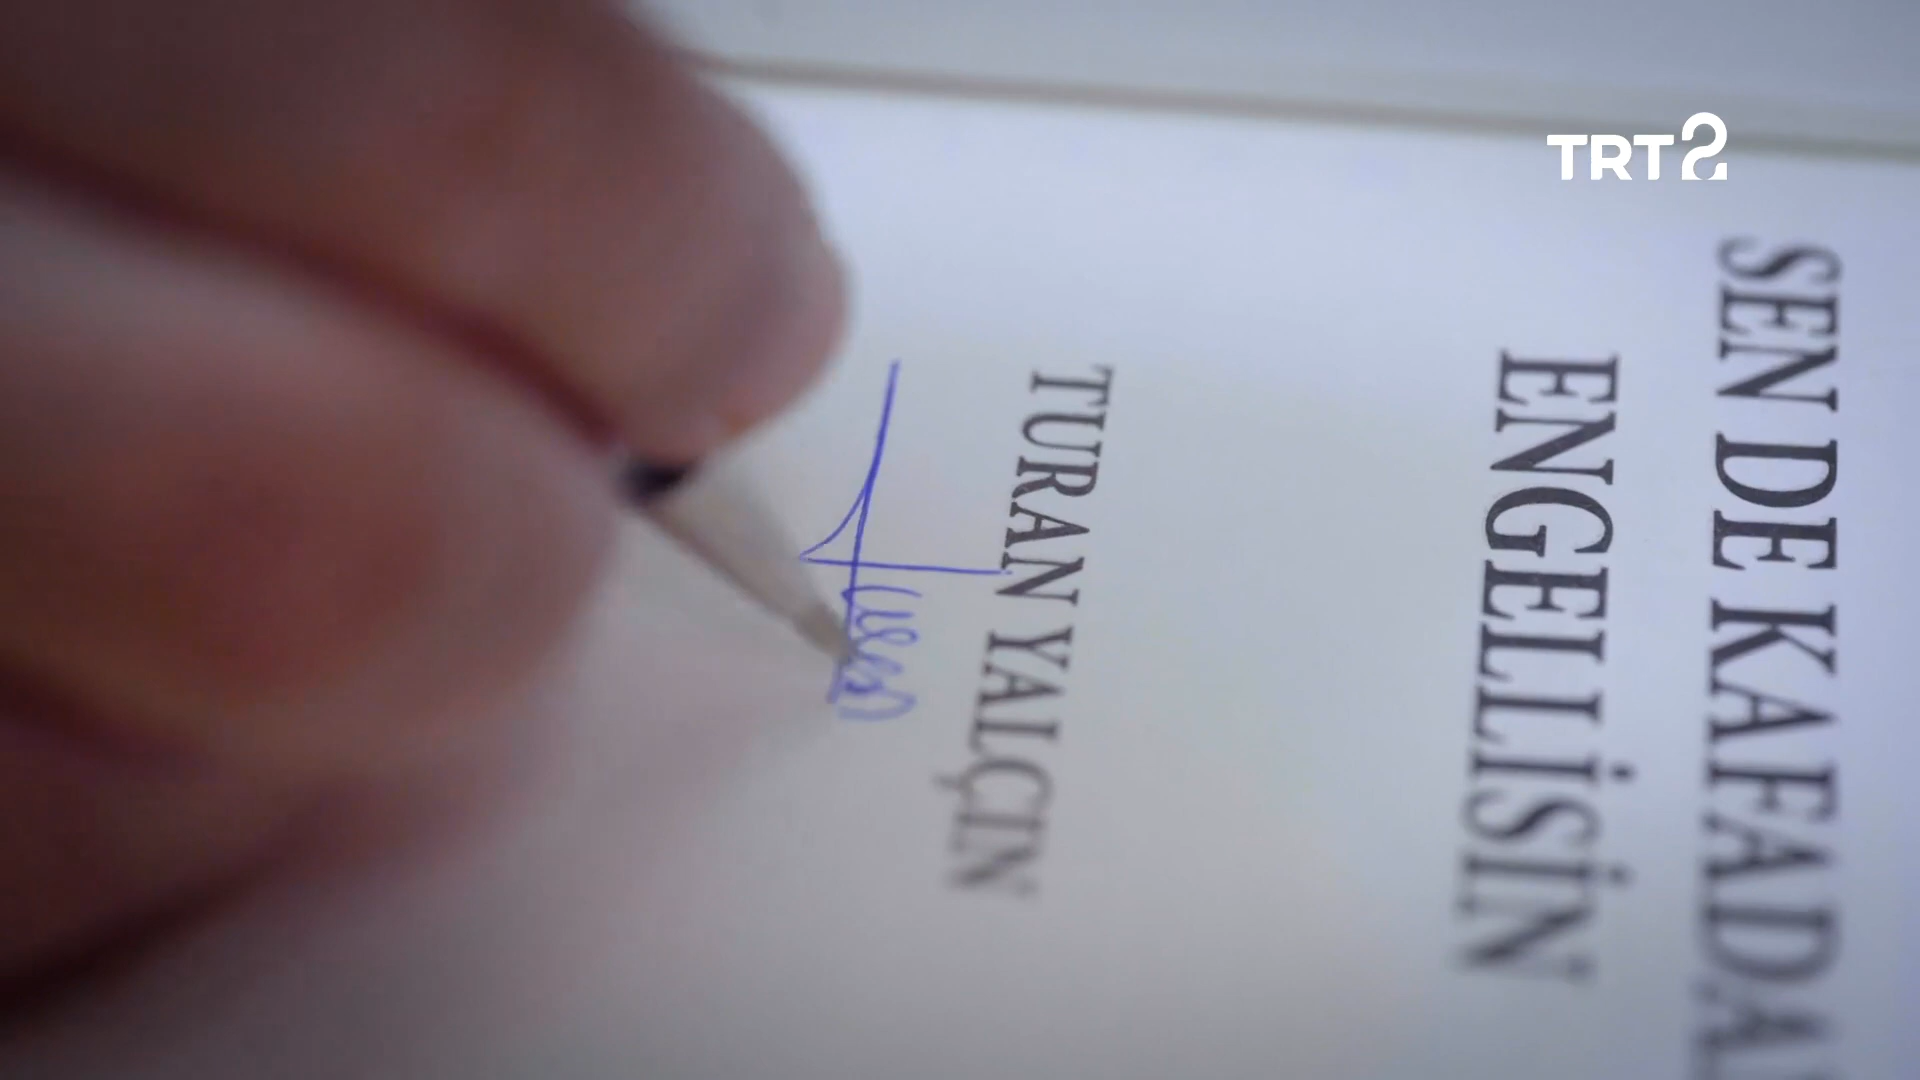 TRT2
SEN DE KAFADA
ENGELLİSİN
TURAN YALÇIN